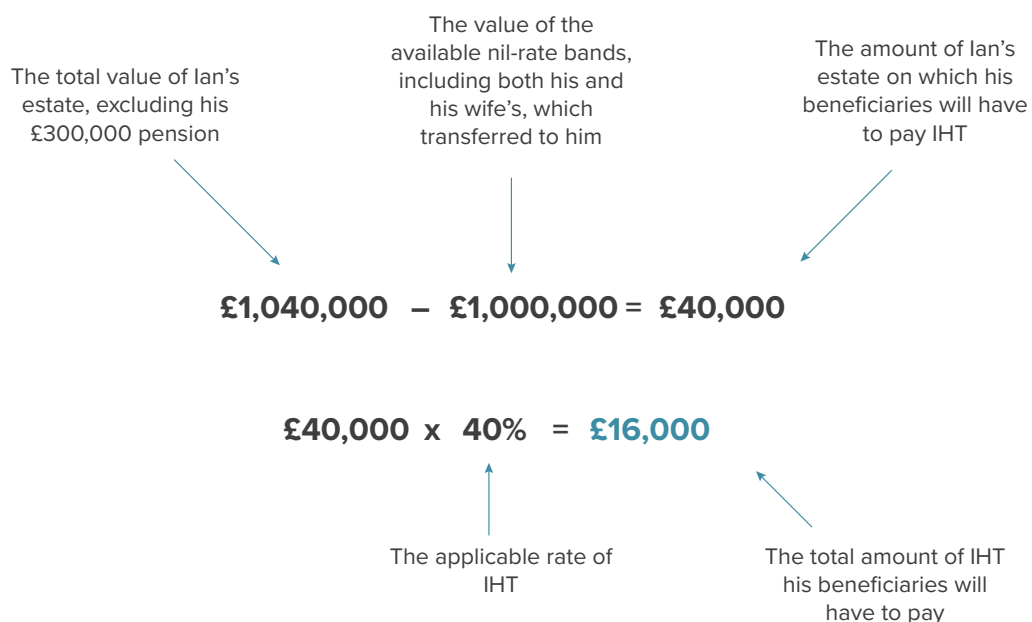 The total value of Ian's
estate, excluding his
£300,000 pension
The value of the
available nil-rate bands,
including both his and
his wife's, which
transferred to him
The amount of Ian's
estate on which his
beneficiaries will have
to pay IHT
£1,040,000 – £1,000,000 = £40,000
£40,000 x 40% = £16,000
The applicable rate of
IHT
The total amount of IHT
his beneficiaries will
have to pay